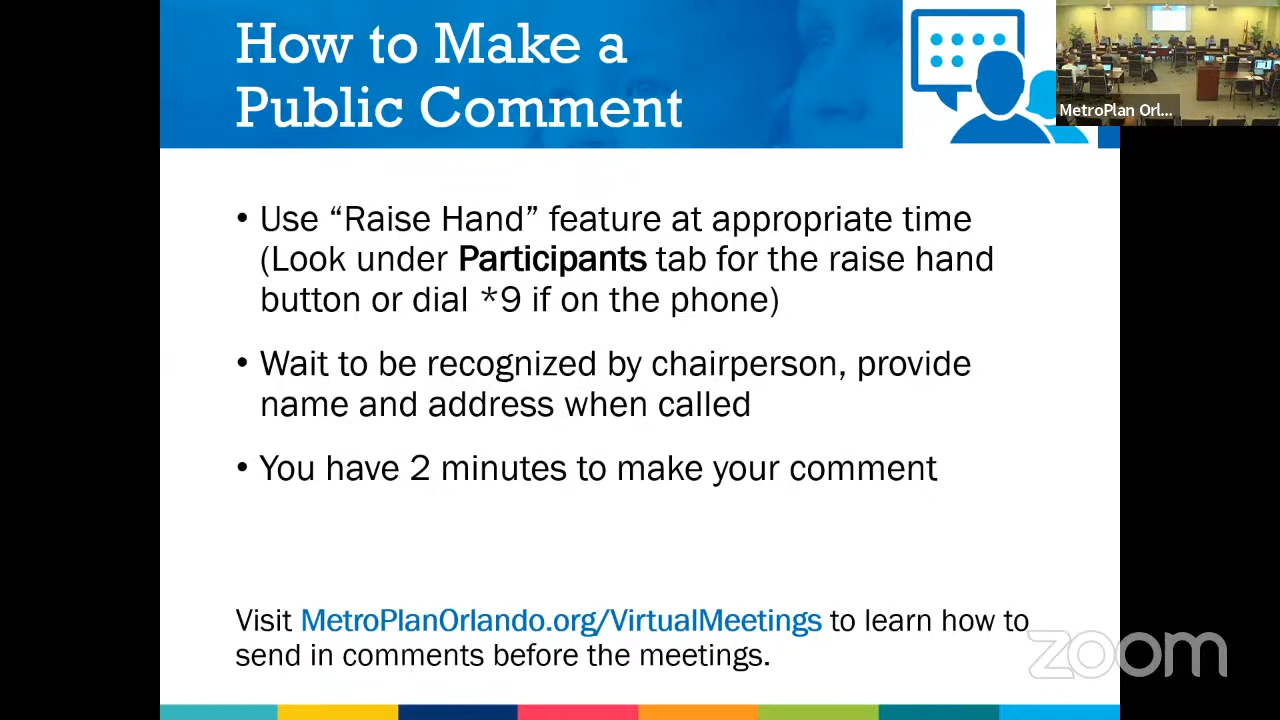 How to Make a
Public Comment
MetroPlan Orl...
• Use “Raise Hand” feature at appropriate time
(Look under Participants tab for the raise hand
button or dial *9 if on the phone)
• Wait to be recognized by chairperson, provide
name and address when called
• You have 2 minutes to make your comment
Visit MetroPlanOrlando.org/VirtualMeetings to learn how to
send in comments before the meetings.
zoom